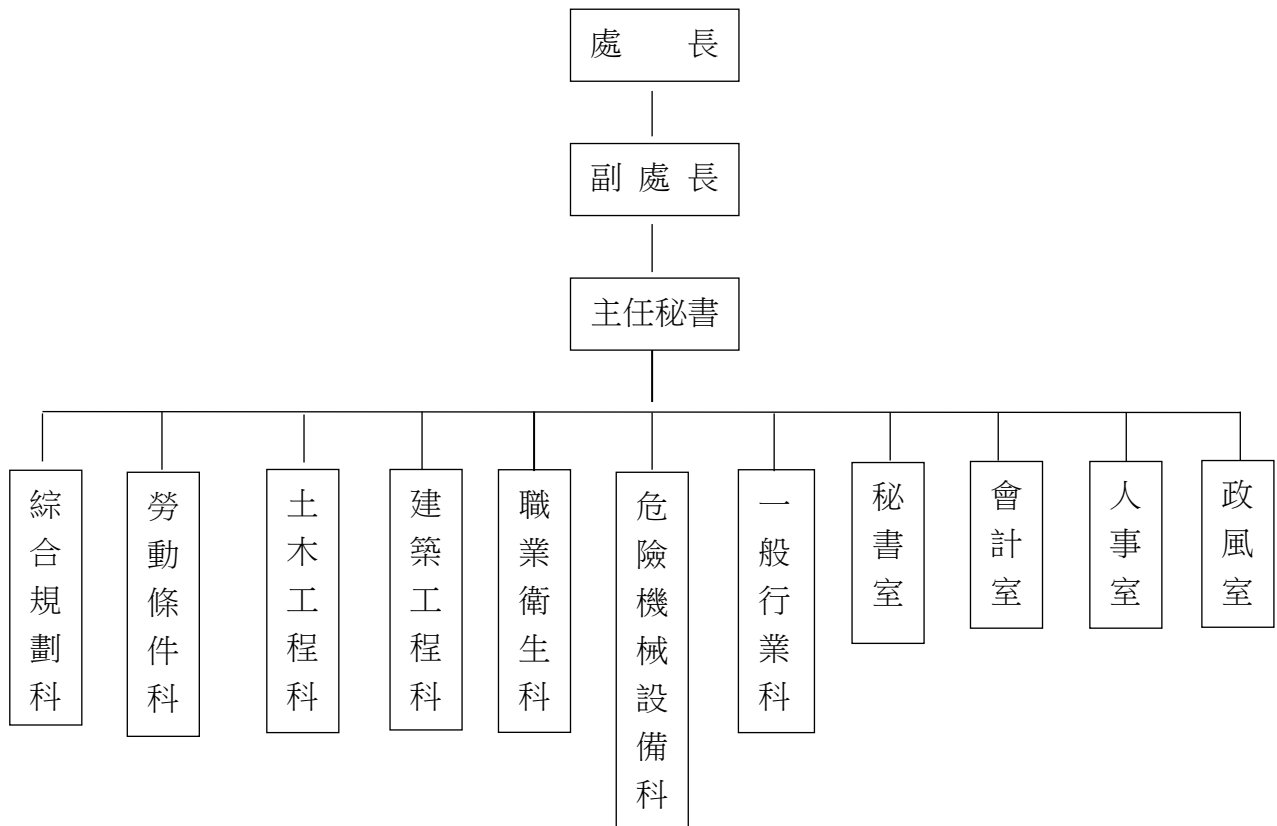 處長
副處長
主任秘書
綜合規劃科
勞動條件科
土木工程科
建築工程科
職業衛生科
危險機械設備科
一般行業科
秘書室
會計室
人事室
政風室